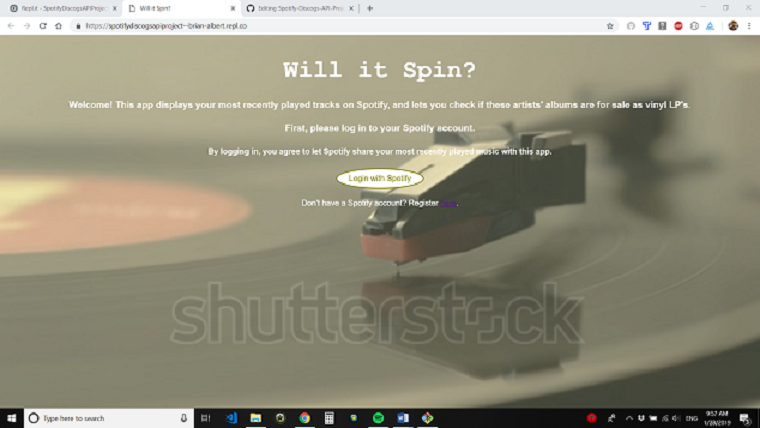 Repl.it - SpotifyDiscogsAPIProject
Will it Spin?
Editing Spotify-Discogs-API-Proj
https://spotifydiscogsapiproject--brian-albert.repl.co
Will it Spin?
Welcome! This app displays your most recently played tracks on Spotify, and lets you check if these artists' albums are for sale as vinyl LP's.
First, please log in to your Spotify account.
By logging in, you agree to let Spotify share your most recently played music with this app.
Login with Spotify
Don't have a Spotify account? Register here.
shutterstock
Type here to search
ENG
9:57 AM
1/29/2019